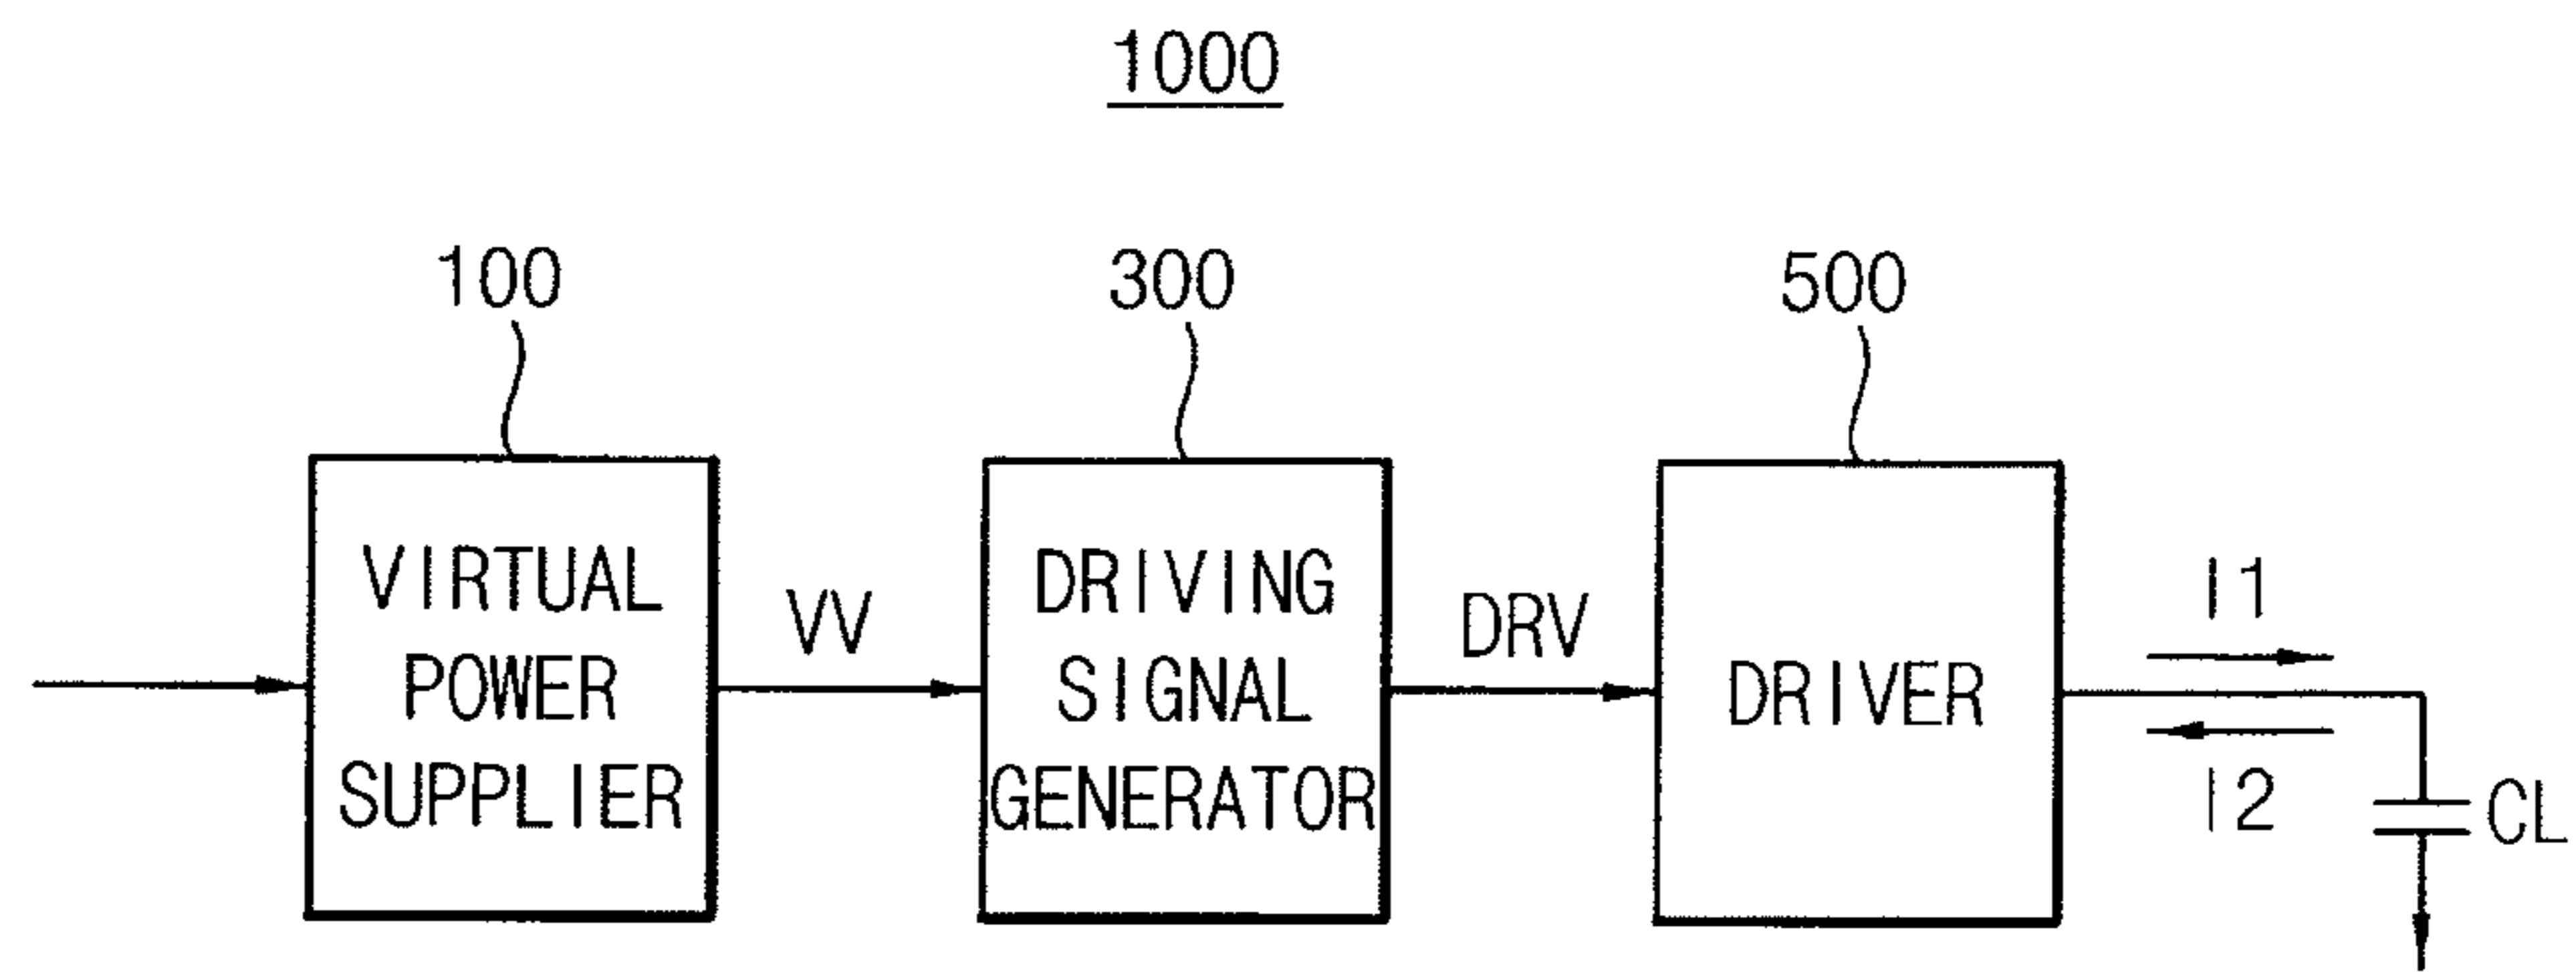 1000
100
300
500
VIRTUAL
POWER
SUPPLIER
VV
DRIVING
SIGNAL
GENERATOR
DRV
DRIVER
I1
I2
CL